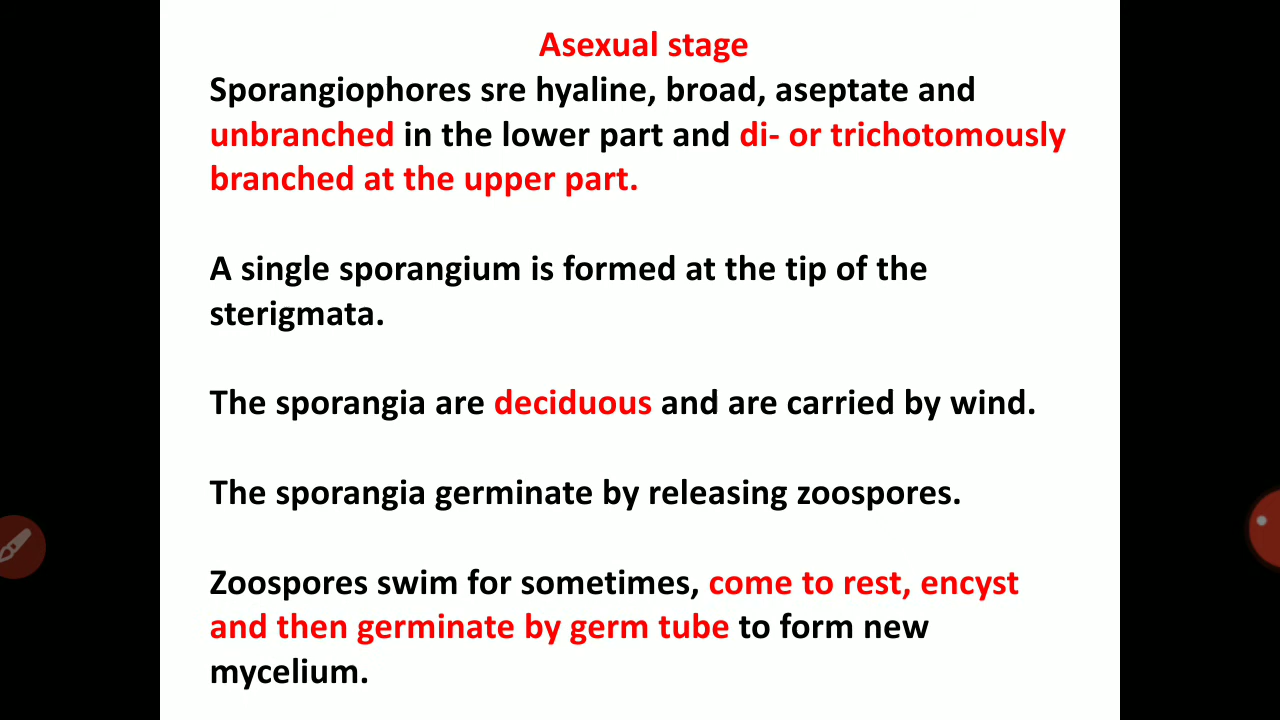 Asexual stage
Sporangiophores sre hyaline, broad, aseptate and
unbranched in the lower part and di- or trichotomously
branched at the upper part.
A single sporangium is formed at the tip of the
sterigmata.
The sporangia are deciduous and are carried by wind.
The sporangia germinate by releasing zoospores.
Zoospores swim for sometimes, come to rest, encyst
and then germinate by germ tube to form new
mycelium.